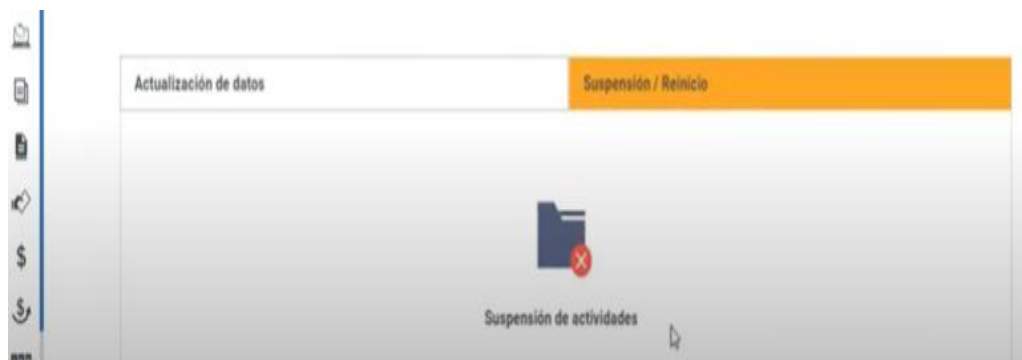 Actualización de datos
Suspensión / Reinicio
$
$
Suspensión de actividades